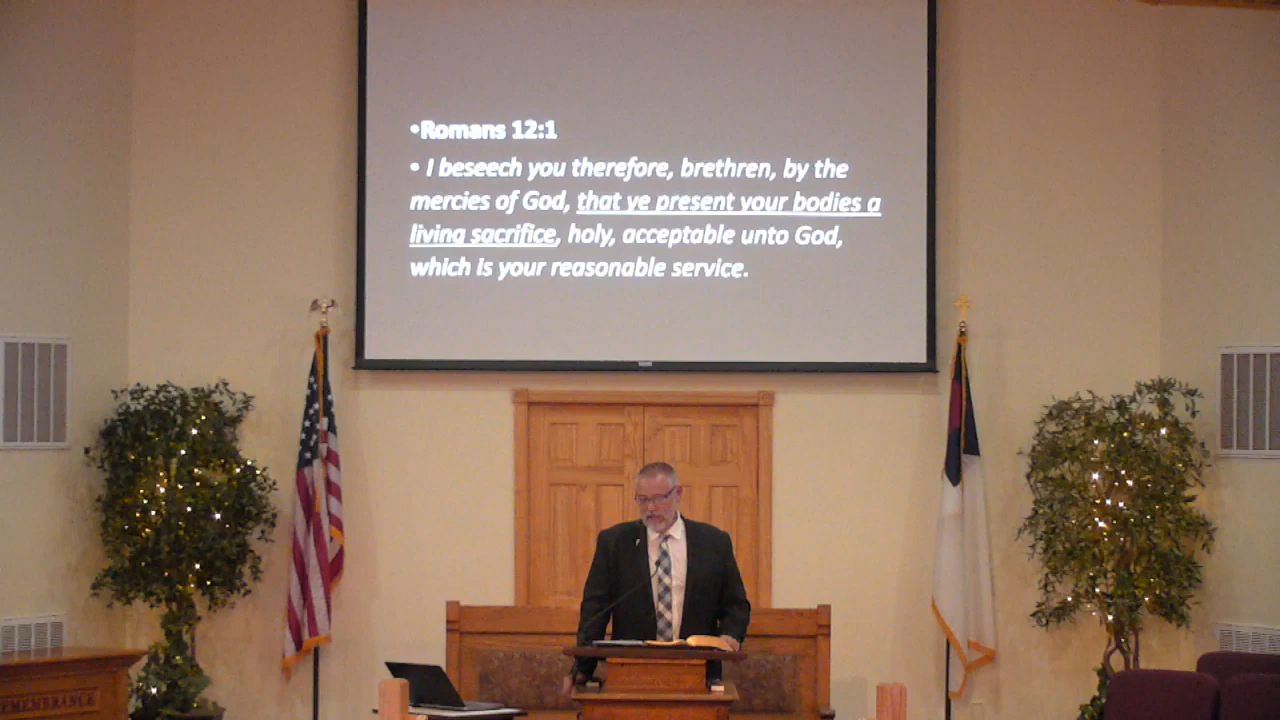 •Romans 12:1
• I beseech you therefore, brethren, by the
mercies of God, that ye present your bodies a
living sacrifice, holy, acceptable unto God,
which is your reasonable service.
REMEMBRANCE